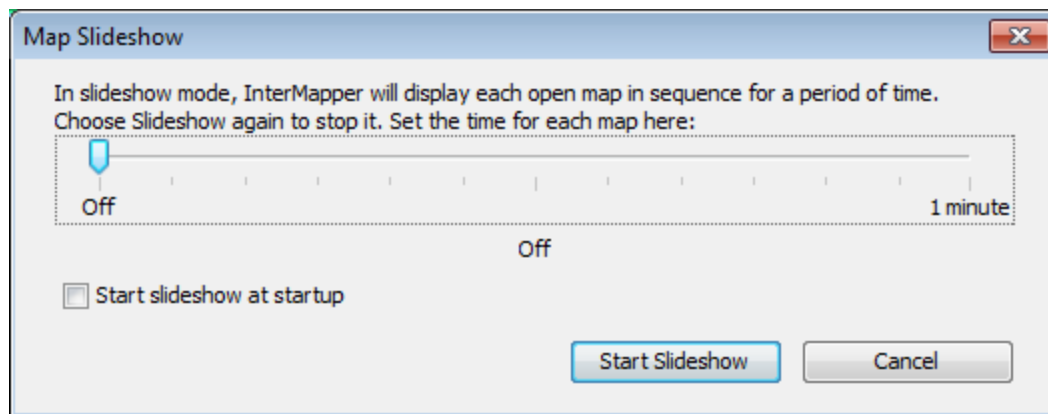 Map Slideshow
In slideshow mode, InterMapper will display each open map in sequence for a period of time.
Choose Slideshow again to stop it. Set the time for each map here:
Off 1 minute
Off
Start slideshow at startup
Start Slideshow Cancel